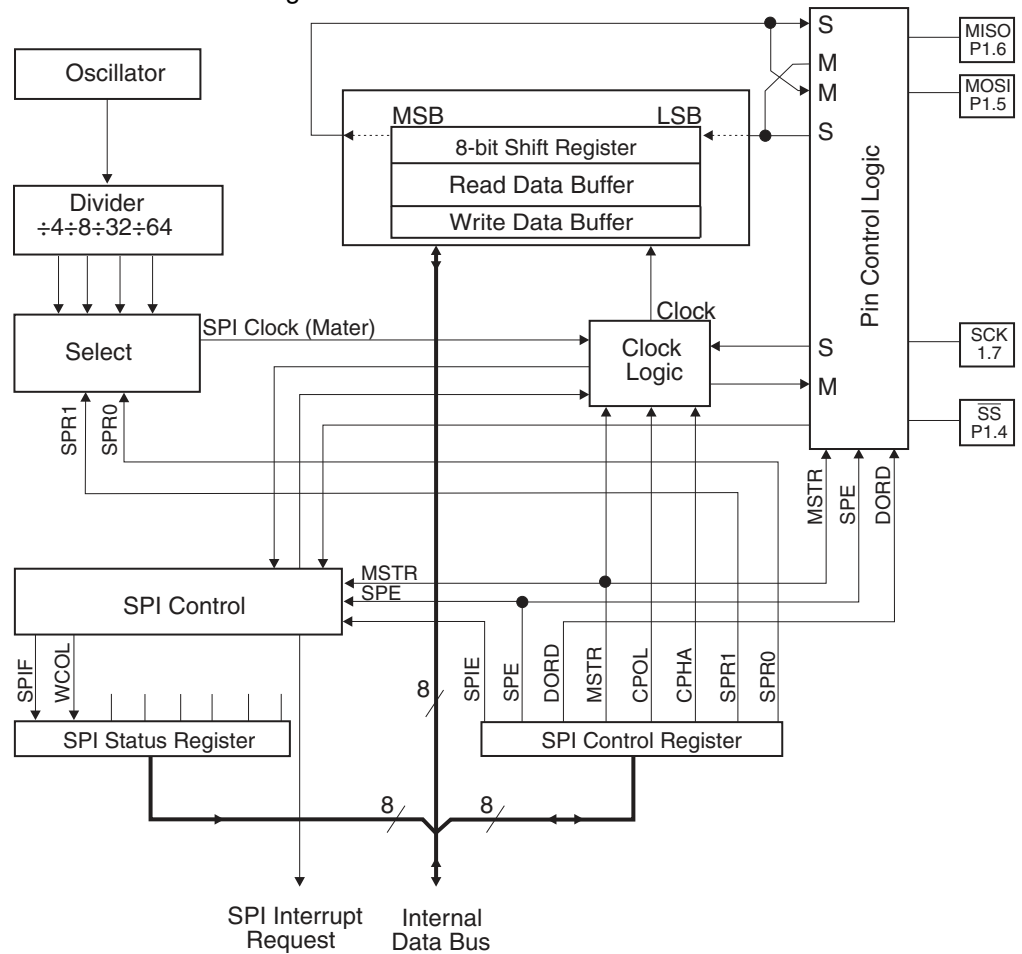 Oscillator
Divider
÷4÷8÷32÷64
Select
SPI Clock (Mater)
SPR1
SPR0
MSB
LSB
8-bit Shift Register
Read Data Buffer
Write Data Buffer
Clock
Clock
Logic
S
M
M
S
S
M
Pin Control Logic
MISO
P1.6
MOSI
P1.5
SCK
1.7
S̅S̅
P1.4
MSTR
SPE
DORD
SPI Control
MSTR
SPE
SPIF
WCOL
SPI Status Register
8
SPIE
SPE
DORD
MSTR
CPOL
CPHA
SPR1
SPR0
SPI Control Register
8
8
SPI Interrupt
Request
Internal
Data Bus